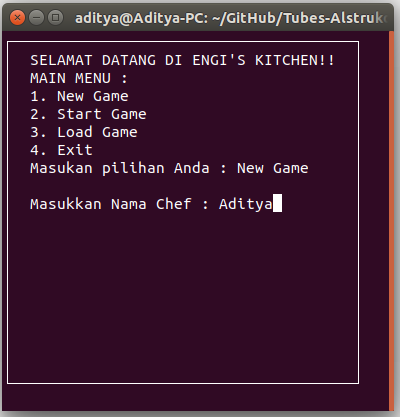 aditya@Aditya-PC: ~/GitHub/Tubes-Alstruk
SELAMAT DATANG DI ENGI'S KITCHEN!!
MAIN MENU :
1. New Game
2. Start Game
3. Load Game
4. Exit
Masukan pilihan Anda : New Game
Masukkan Nama Chef : Aditya